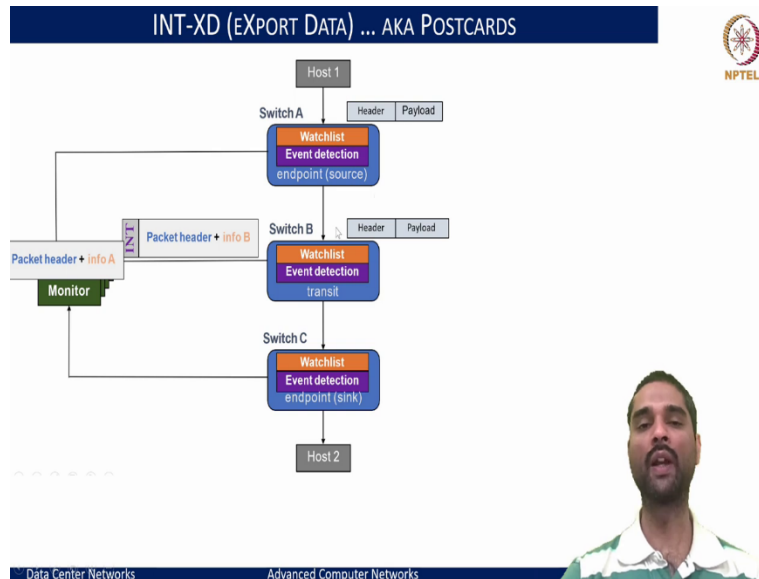 INT-XD (EXPORT DATA) ... AKA POSTCARDS
NPTEL
Host 1
Switch A
Header Payload
Watchlist
Event detection
endpoint (source)
Switch B
Header Payload
INT Packet header + info B
Watchlist
Event detection
transit
Packet header + info A
Monitor
Switch C
Watchlist
Event detection
endpoint (sink)
Host 2
Data Center Networks Advanced Computer Networks